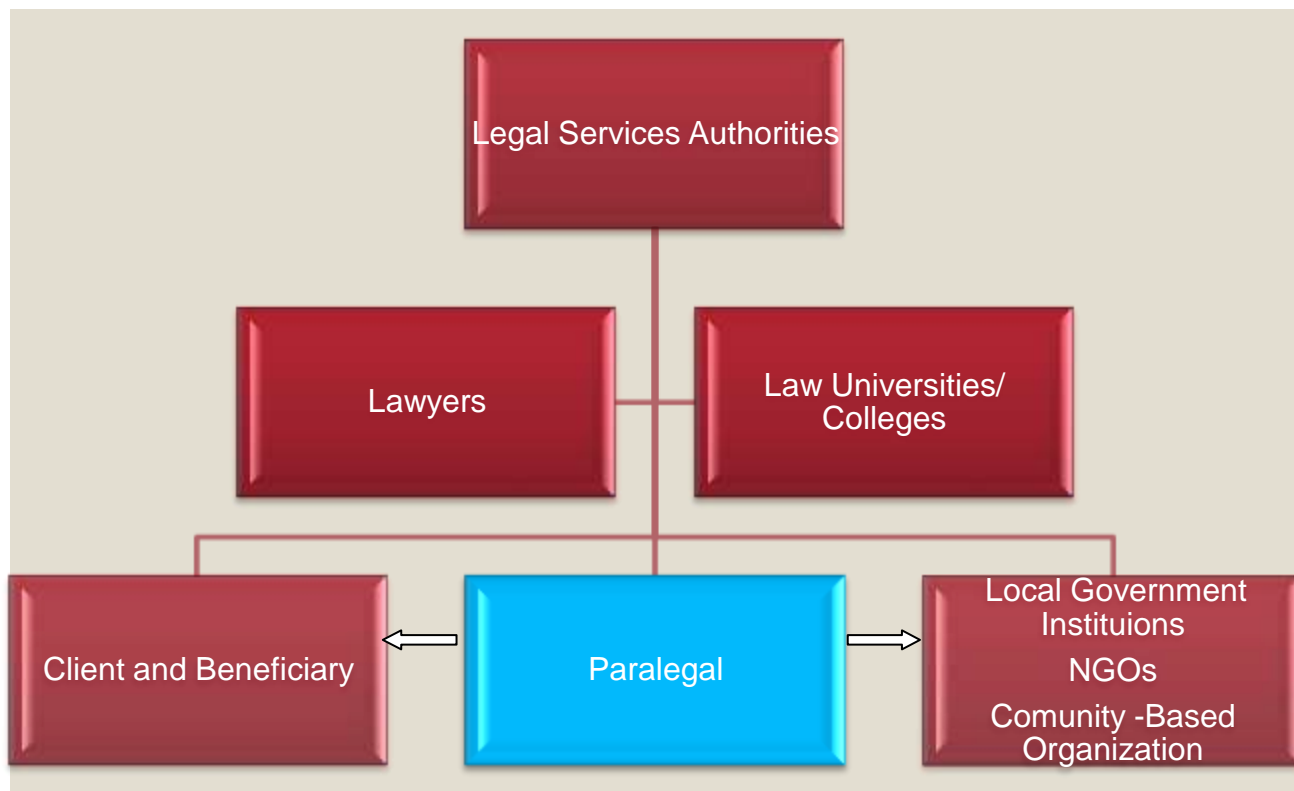 Legal Services Authorities
Lawyers
Law Universities/
Colleges
Client and Beneficiary
Paralegal
Local Government
Instituions
NGOs
Comunity -Based
Organization